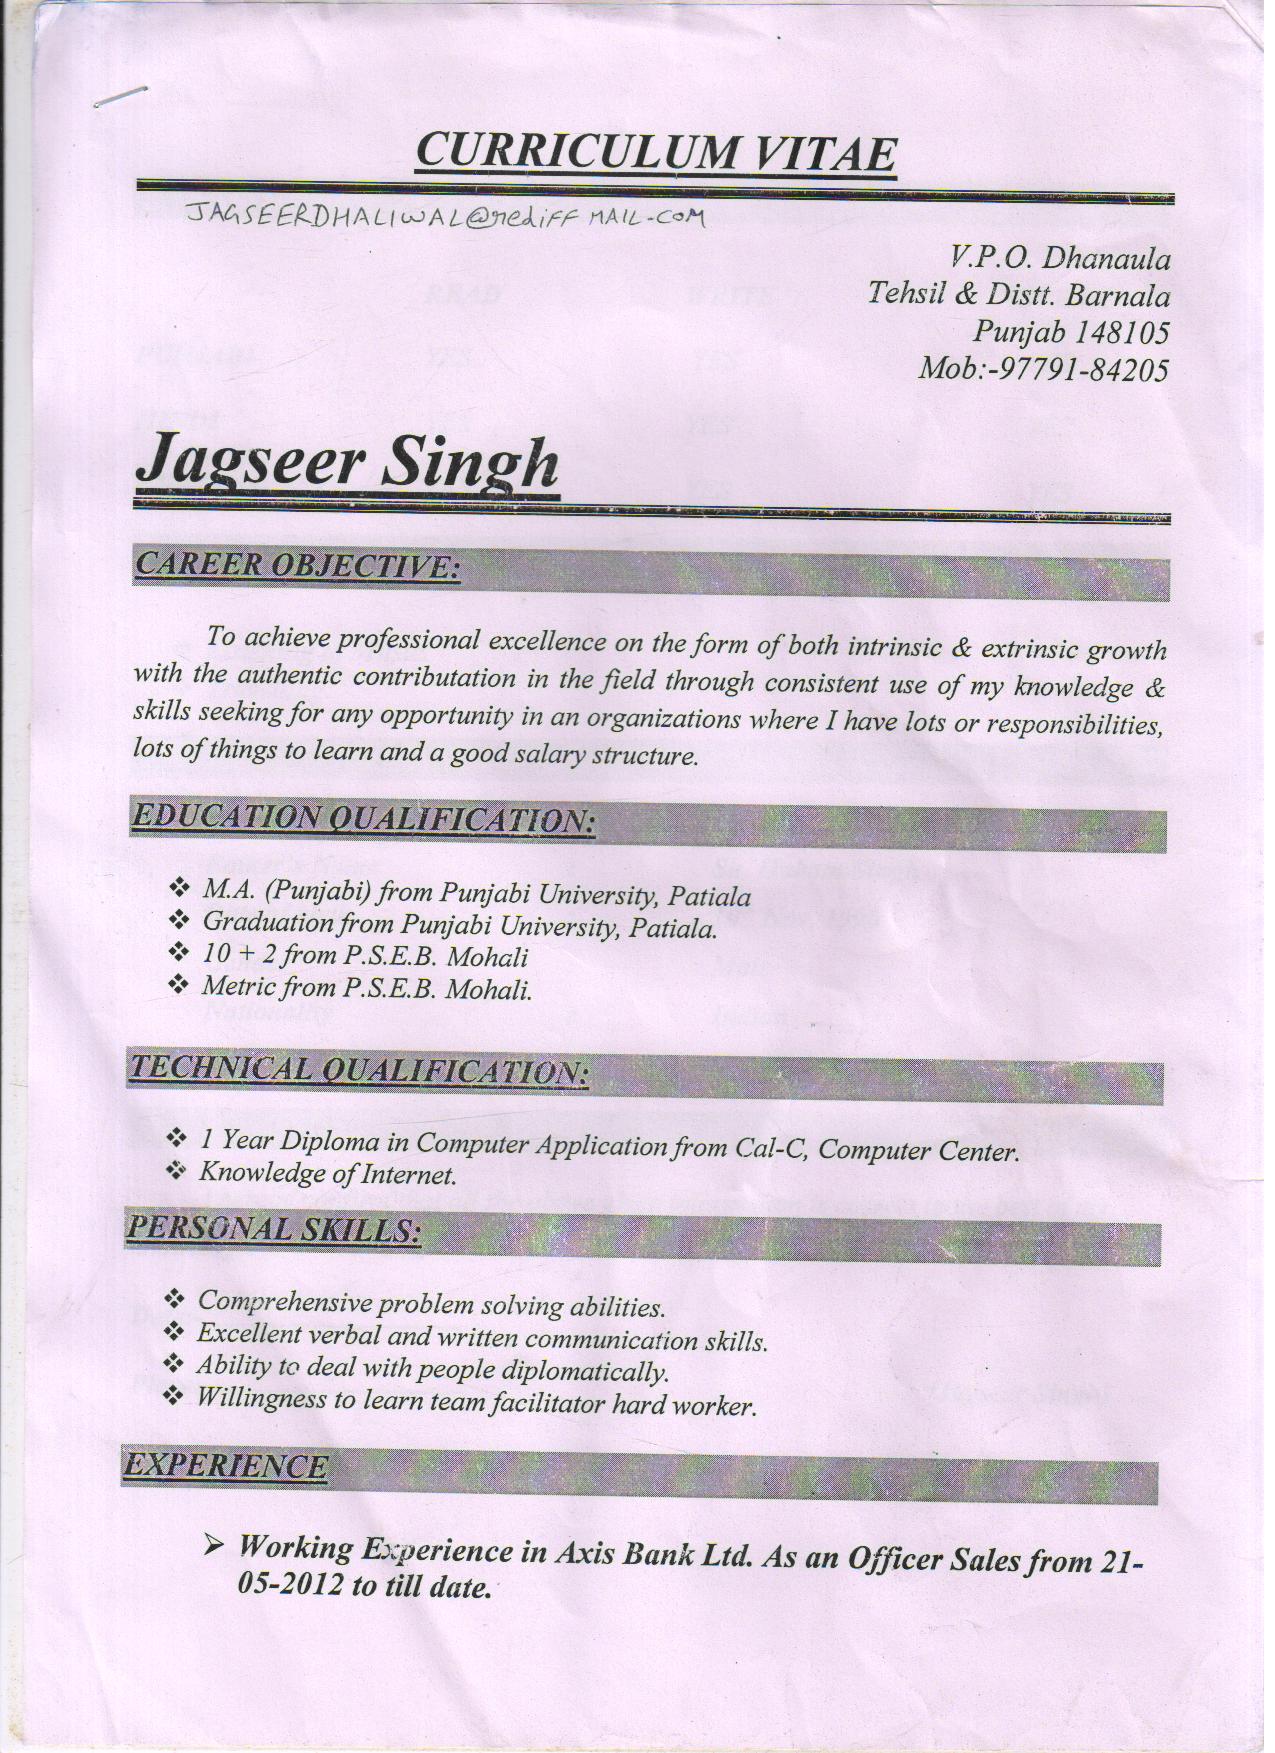 CURRICULUM VITAE
JAGSEERDHALIWAL@rediFF MAIL.COM
V.P.O. Dhanaula
Tehsil & Distt. Barnala
Punjab 148105
Mob:-97791-84205
Jagseer Singh
CAREER OBJECTIVE:
To achieve professional excellence on the form of both intrinsic & extrinsic growth
with the authentic contributation in the field through consistent use of my knowledge &
skills seeking for any opportunity in an organizations where I have lots or responsibilities,
lots of things to learn and a good salary structure.
EDUCATION QUALIFICATION:
❖ M.A. (Punjabi) from Punjabi University, Patiala
❖ Graduation from Punjabi University, Patiala.
❖ 10 + 2 from P.S.E.B. Mohali
❖ Metric from P.S.E.B. Mohali.
TECHNICAL QUALIFICATION:
❖ 1 Year Diploma in Computer Application from Cal-C, Computer Center.
❖ Knowledge of Internet.
PERSONAL SKILLS:
❖ Comprehensive problem solving abilities.
❖ Excellent verbal and written communication skills.
❖ Ability to deal with people diplomatically.
❖ Willingness to learn team facilitator hard worker.
EXPERIENCE
➢ Working Experience in Axis Bank Ltd. As an Officer Sales from 21-
05-2012 to till date.